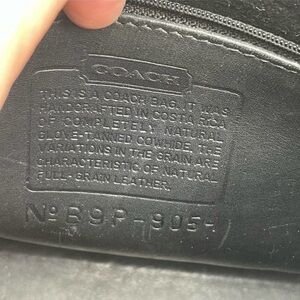 COACH
THIS IS A COACH BAG. IT WAS
HANDCRAFTED IN COSTA RICA
OF COMPLETELY NATURAL
GLOVE-TANNED COWHIDE. THE
VARIATIONS IN THE GRAIN ARE
CHARACTERISTIC OF NATURAL
FULL-GRAIN LEATHER.
No B9P-9054